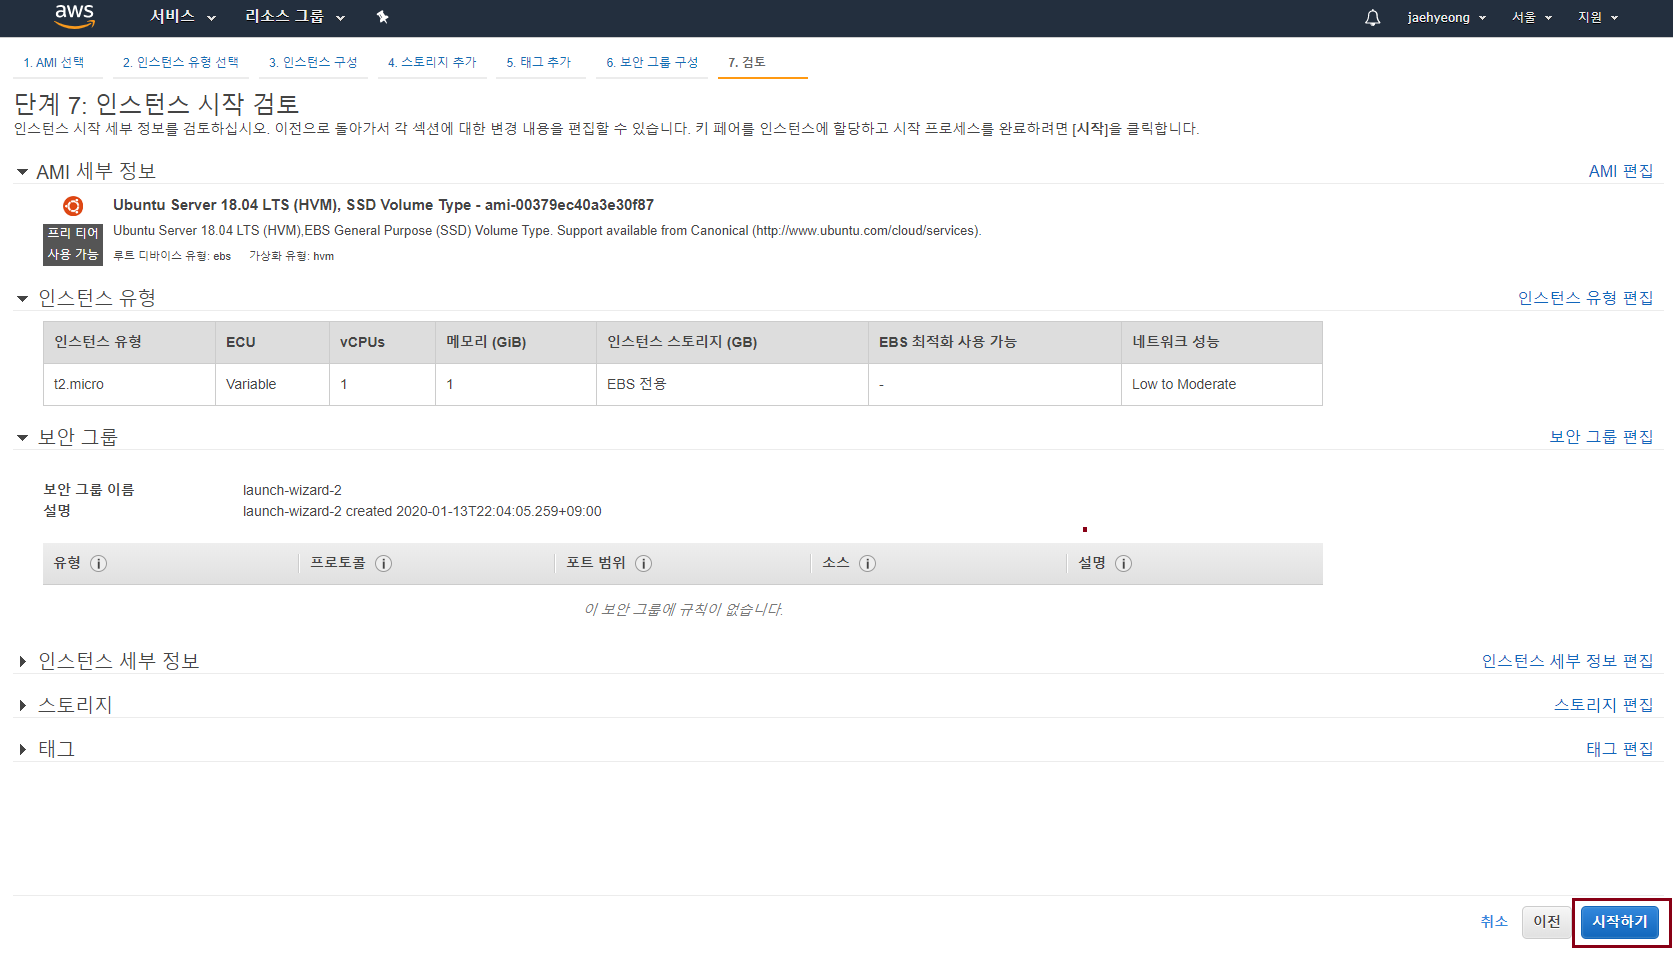 aws 서비스 리소스 그룹 jaehyeong 서울 지원
1. AMI 선택 2. 인스턴스 유형 선택 3. 인스턴스 구성 4. 스토리지 추가 5. 태그 추가 6. 보안 그룹 구성 7. 검토
단계 7: 인스턴스 시작 검토
인스턴스 시작 세부 정보를 검토하십시오. 이전으로 돌아가서 각 섹션에 대한 변경 내용을 편집할 수 있습니다. 키 페어를 인스턴스에 할당하고 시작 프로세스를 완료하려면 [시작]을 클릭합니다.
AMI 세부 정보 AMI 편집
Ubuntu Server 18.04 LTS (HVM), SSD Volume Type - ami-00379ec40a3e30f87
프리 티어 Ubuntu Server 18.04 LTS (HVM),EBS General Purpose (SSD) Volume Type. Support available from Canonical (http://www.ubuntu.com/cloud/services).
사용 가능 루트 디바이스 유형: ebs 가상화 유형: hvm
인스턴스 유형 인스턴스 유형 편집
인스턴스 유형 ECU vCPUs 메모리 (GiB) 인스턴스 스토리지 (GB) EBS 최적화 사용 가능 네트워크 성능
t2.micro Variable 1 1 EBS 전용 - Low to Moderate
보안 그룹 보안 그룹 편집
보안 그룹 이름 launch-wizard-2
설명 launch-wizard-2 created 2020-01-13T22:04:05.259+09:00
유형 i 프로토콜 i 포트 범위 i 소스 i 설명 i
이 보안 그룹에 규칙이 없습니다.
인스턴스 세부 정보 인스턴스 세부 정보 편집
스토리지 스토리지 편집
태그 태그 편집
취소 이전 시작하기